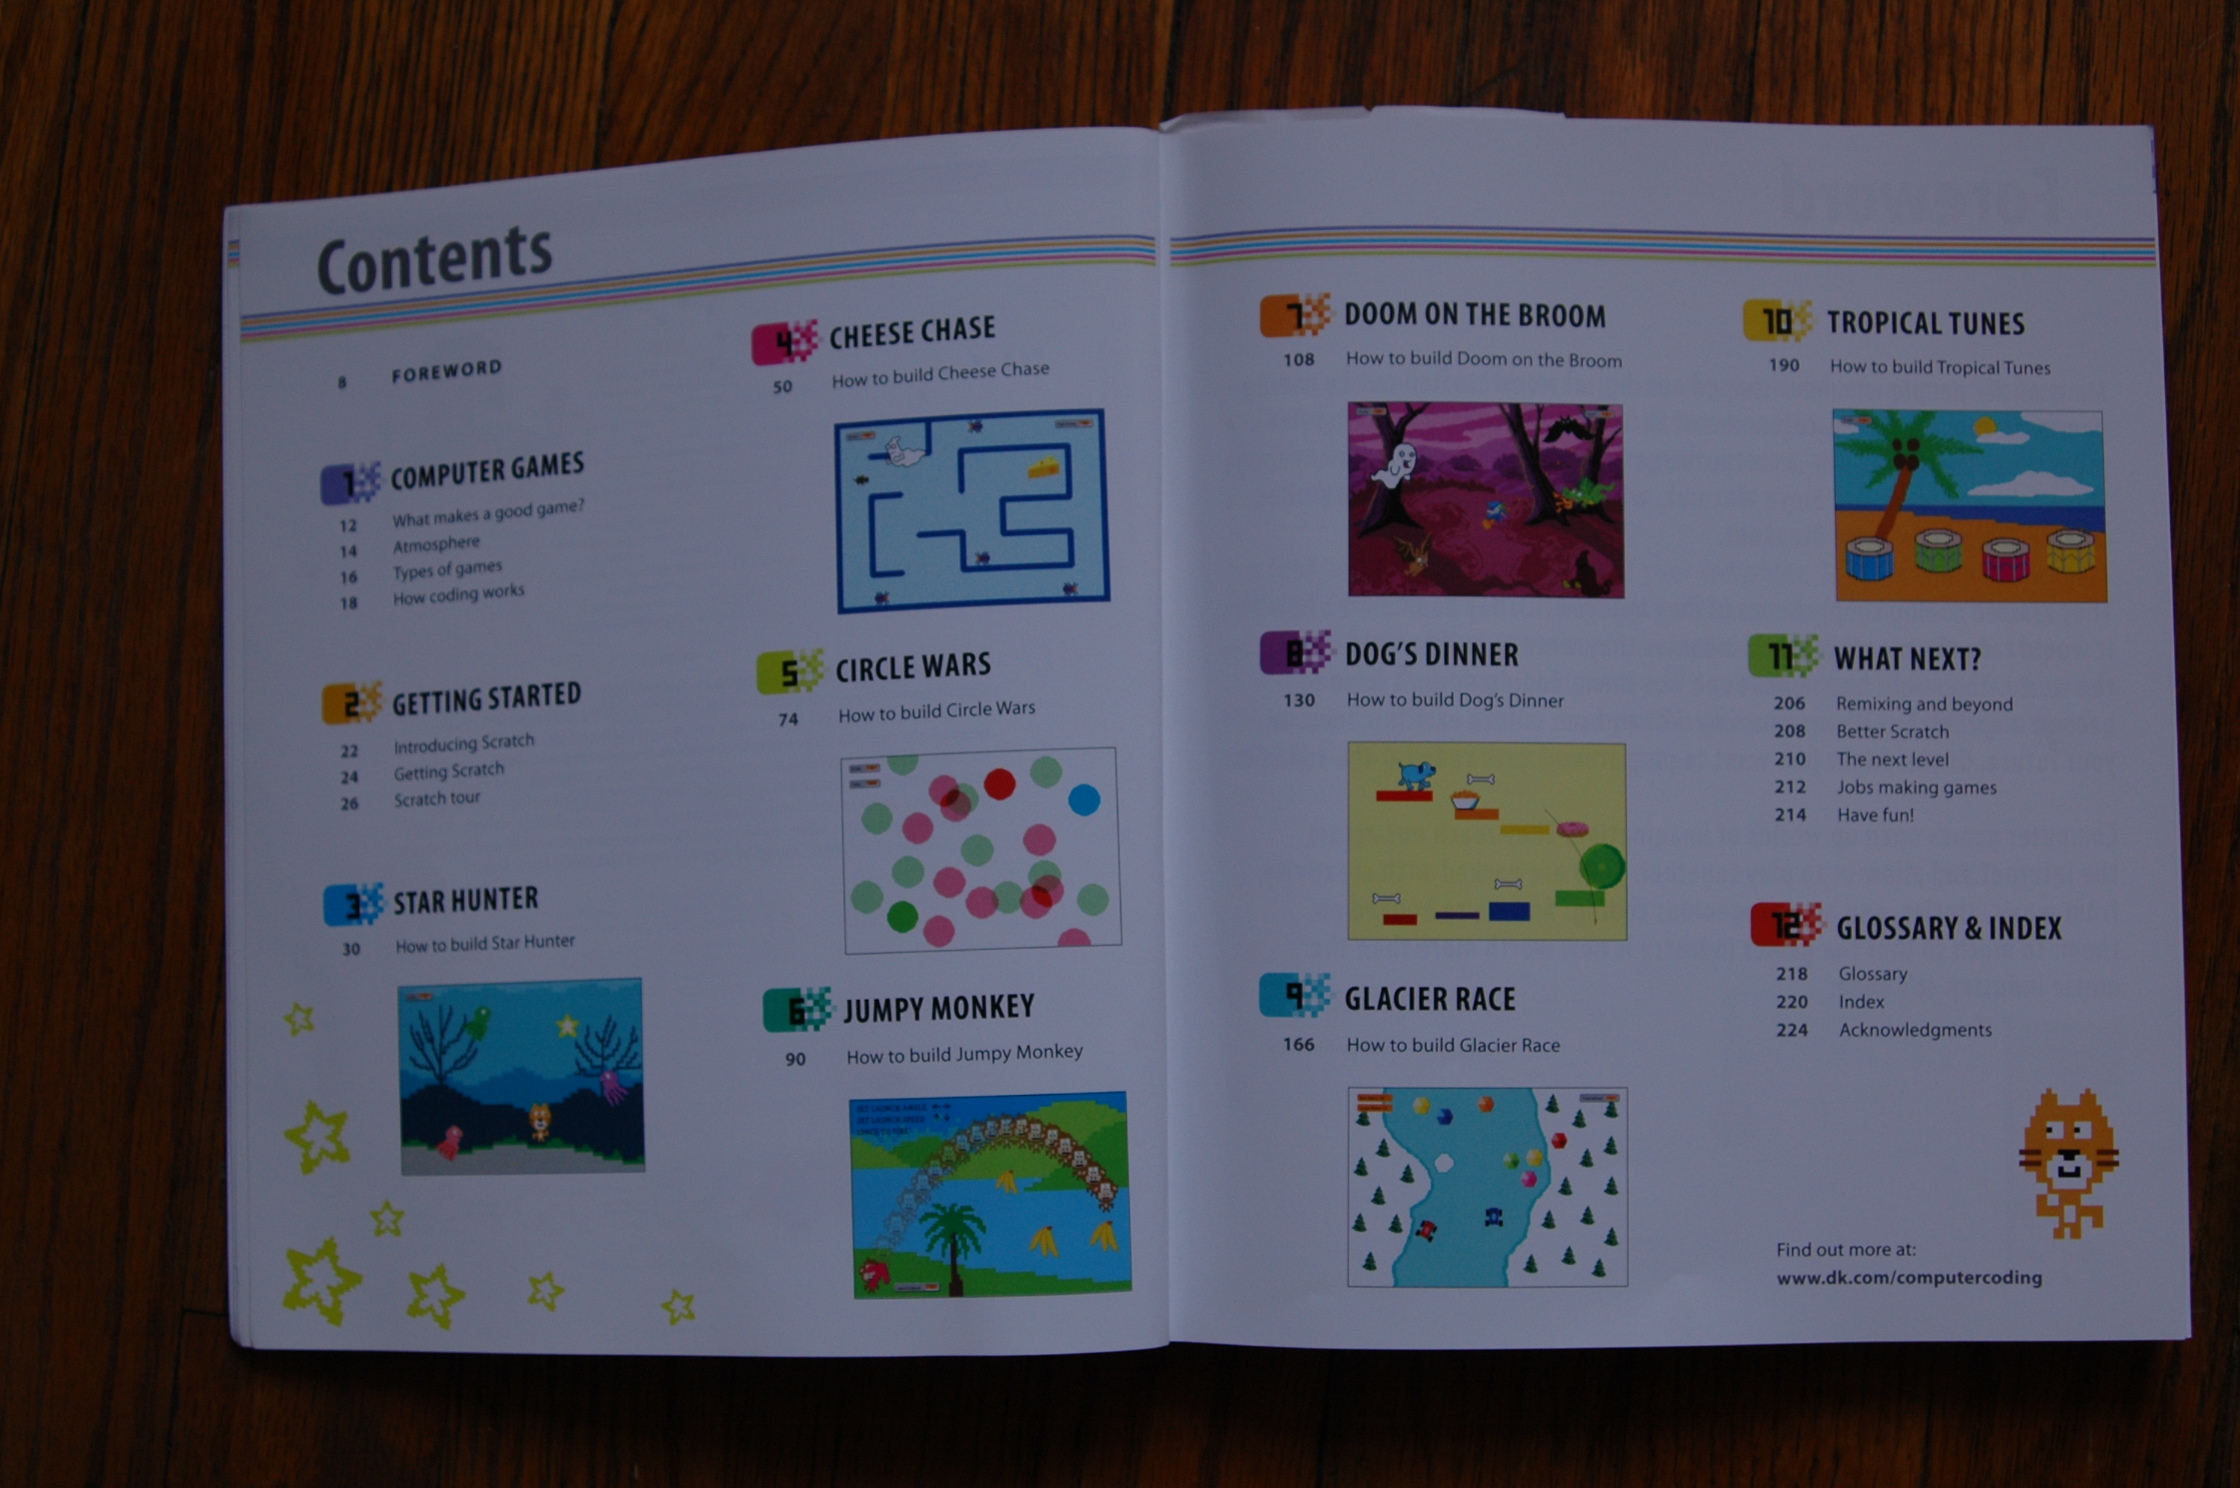 Contents
8 FOREWORD
1 COMPUTER GAMES
12 What makes a good game?
14 Atmosphere
16 Types of games
18 How coding works
2 GETTING STARTED
22 Introducing Scratch
24 Getting Scratch
26 Scratch tour
3 STAR HUNTER
30 How to build Star Hunter
4 CHEESE CHASE
50 How to build Cheese Chase
5 CIRCLE WARS
74 How to build Circle Wars
6 JUMPY MONKEY
90 How to build Jumpy Monkey
7 DOOM ON THE BROOM
108 How to build Doom on the Broom
8 DOG'S DINNER
130 How to build Dog's Dinner
9 GLACIER RACE
166 How to build Glacier Race
10 TROPICAL TUNES
190 How to build Tropical Tunes
11 WHAT NEXT?
206 Remixing and beyond
208 Better Scratch
210 The next level
212 Jobs making games
214 Have fun!
12 GLOSSARY & INDEX
218 Glossary
220 Index
224 Acknowledgments
Find out more at:
www.dk.com/computercoding